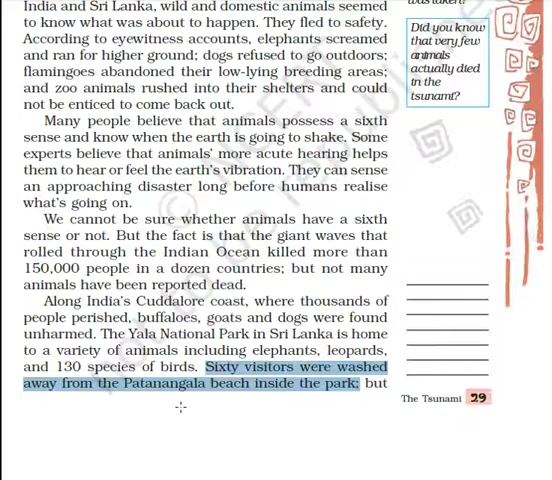 India and Sri Lanka, wild and domestic animals seemed
to know what was about to happen. They fled to safety.
According to eyewitness accounts, elephants screamed
and ran for higher ground; dogs refused to go outdoors;
flamingoes abandoned their low-lying breeding areas;
and zoo animals rushed into their shelters and could
not be enticed to come back out.
Many people believe that animals possess a sixth
sense and know when the earth is going to shake. Some
experts believe that animals' more acute hearing helps
them to hear or feel the earth's vibration. They can sense
an approaching disaster long before humans realise
what's going on.
We cannot be sure whether animals have a sixth
sense or not. But the fact is that the giant waves that
rolled through the Indian Ocean killed more than
150,000 people in a dozen countries; but not many
animals have been reported dead.
Along India's Cuddalore coast, where thousands of
people perished, buffaloes, goats and dogs were found
unharmed. The Yala National Park in Sri Lanka is home
to a variety of animals including elephants, leopards,
and 130 species of birds. Sixty visitors were washed
away from the Patanangala beach inside the park; but
Did you know
that very few
animals
actually died
in the
tsunami?
The Tsunami 29
© NCERT
not to be republished